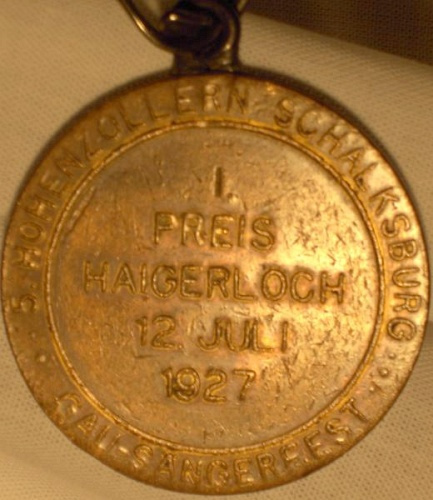 5. HOHENZOLLERN-SCHALKSBURG
1.
PREIS
HAIGERLOCH
12 JULI
1927
GAU-SÄNGERFEST